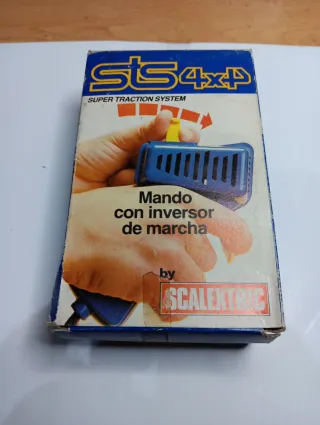 STS 4x4
SUPER TRACTION SYSTEM
Mando
con inversor
de marcha
by
SCALEXTRIC